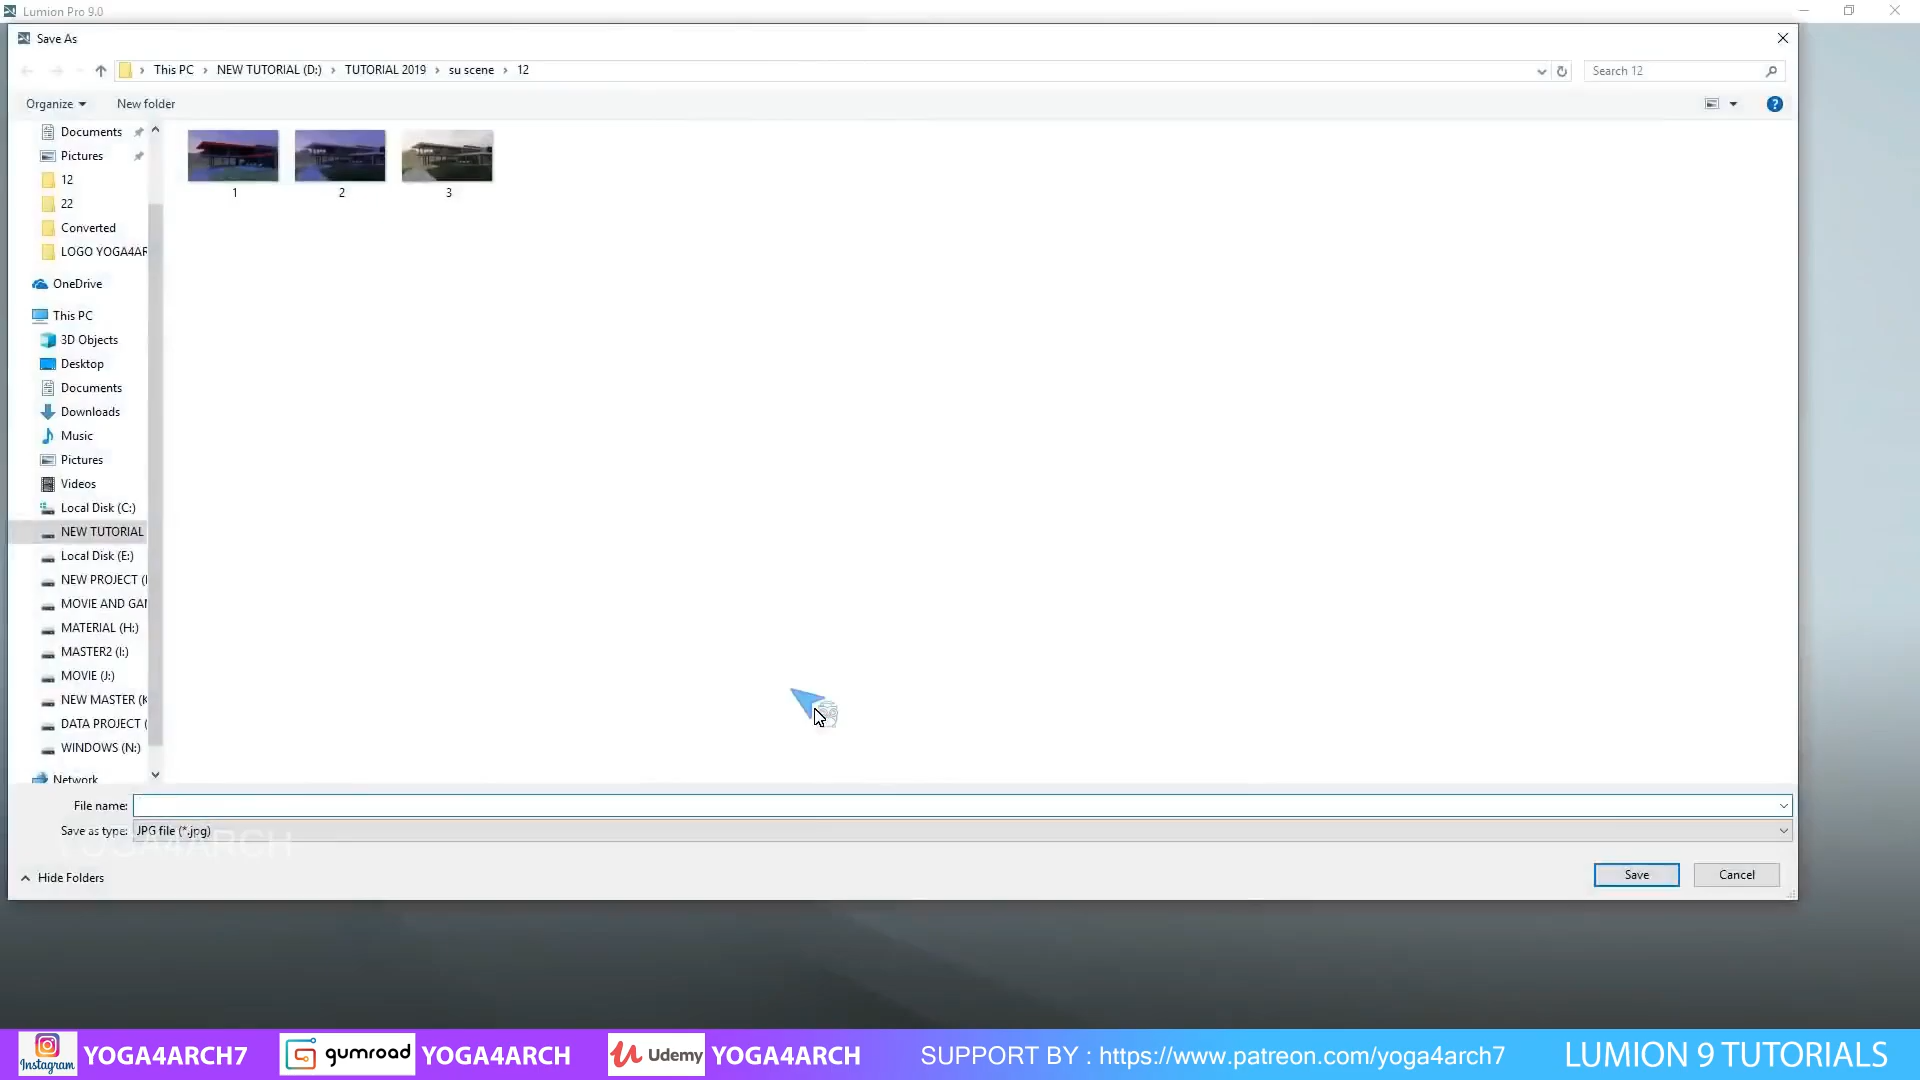 Lumion Pro 9.0
Save As
This PC › NEW TUTORIAL (D:) › TUTORIAL 2019 › su scene › 12
Search 12
Organize
New folder
?
Documents
Pictures
12
22
Converted
LOGO YOGA4AR
OneDrive
This PC
3D Objects
Desktop
Documents
Downloads
Music
Pictures
Videos
Local Disk (C:)
NEW TUTORIAL
Local Disk (E:)
NEW PROJECT (
MOVIE AND GA
MATERIAL (H:)
MASTER2 (I:)
MOVIE (J:)
NEW MASTER (K
DATA PROJECT (
WINDOWS (N:)
Network
1
2
3
File name:
Save as type: JPG file (*.jpg)
YOGA4ARCH
Hide Folders
Save
Cancel
Instagram YOGA4ARCH7 gumroad YOGA4ARCH Udemy YOGA4ARCH SUPPORT BY : https://www.patreon.com/yoga4arch7 LUMION 9 TUTORIALS